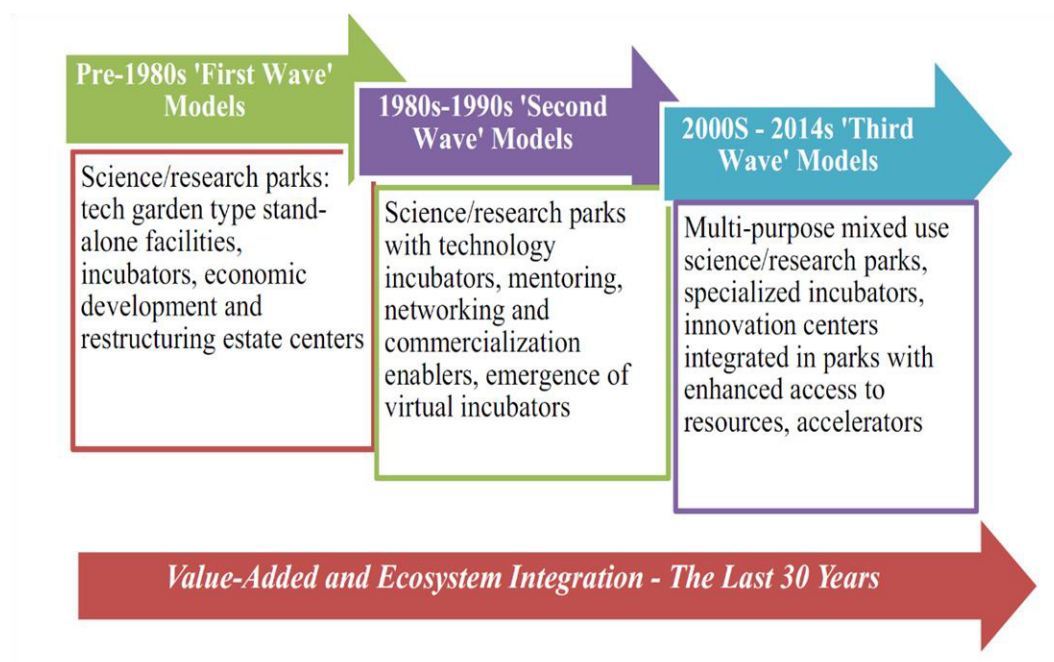 Pre-1980s 'First Wave'
Models
Science/research parks:
tech garden type stand-
alone facilities,
incubators, economic
development and
restructuring estate centers
1980s-1990s 'Second
Wave' Models
Science/research parks
with technology
incubators, mentoring,
networking and
commercialization
enablers, emergence of
virtual incubators
2000S - 2014s 'Third
Wave' Models
Multi-purpose mixed use
science/research parks,
specialized incubators,
innovation centers
integrated in parks with
enhanced access to
resources, accelerators
Value-Added and Ecosystem Integration - The Last 30 Years